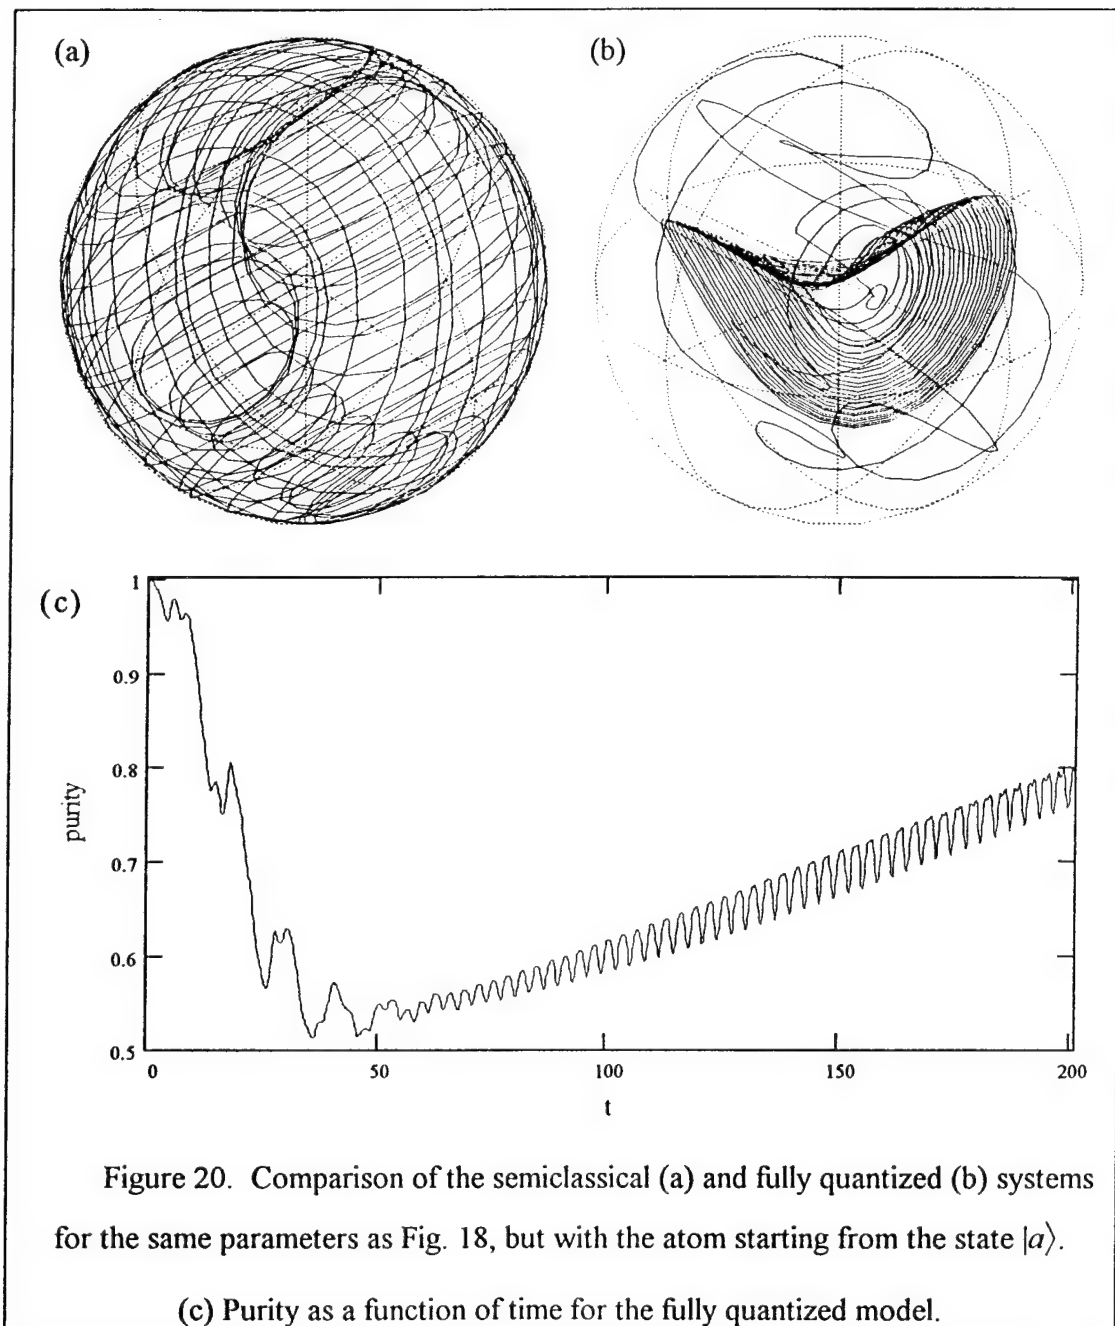 (a)
(b)
(c)
1
0.9
0.8
0.7
0.6
0.5
purity
0 50 100 150 200
t
Figure 20. Comparison of the semiclassical (a) and fully quantized (b) systems
for the same parameters as Fig. 18, but with the atom starting from the state |a⟩.
(c) Purity as a function of time for the fully quantized model.